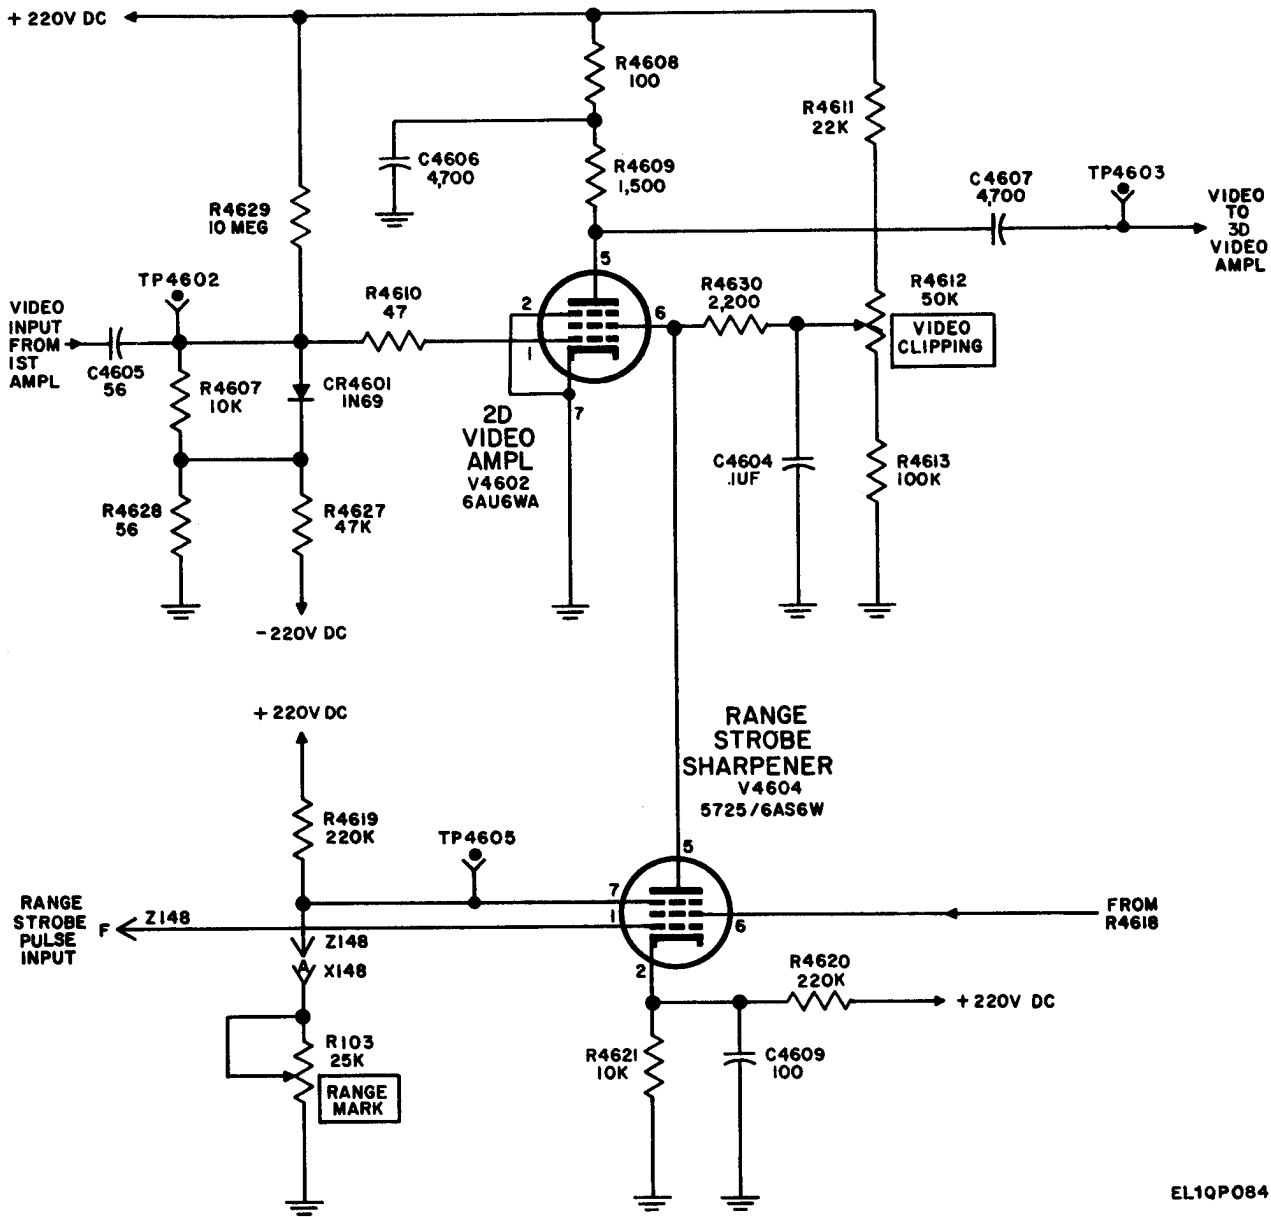 + 220V DC
R4608
100
R4611
22K
C4606
4,700
R4609
1,500
C4607
4,700
TP4603
VIDEO
TO
3D
VIDEO
AMPL
R4629
10 MEG
TP4602
R4610
47
5
2
6
1
7
R4630
2,200
R4612
50K
VIDEO
CLIPPING
VIDEO
INPUT
FROM
1ST
AMPL
C4605
56
R4607
10K
CR4601
1N69
2D
VIDEO
AMPL
V4602
6AU6WA
C4604
.1UF
R4613
100K
R4628
56
R4627
47K
-220V DC
+ 220V DC
RANGE
STROBE
SHARPENER
V4604
5725/6AS6W
R4619
220K
TP4605
5
7
1
6
2
RANGE
STROBE
PULSE
INPUT
F
Z148
Z148
A
X148
FROM
R4618
R4620
220K
+220V DC
R103
25K
RANGE
MARK
R4621
10K
C4609
100
EL1QP084